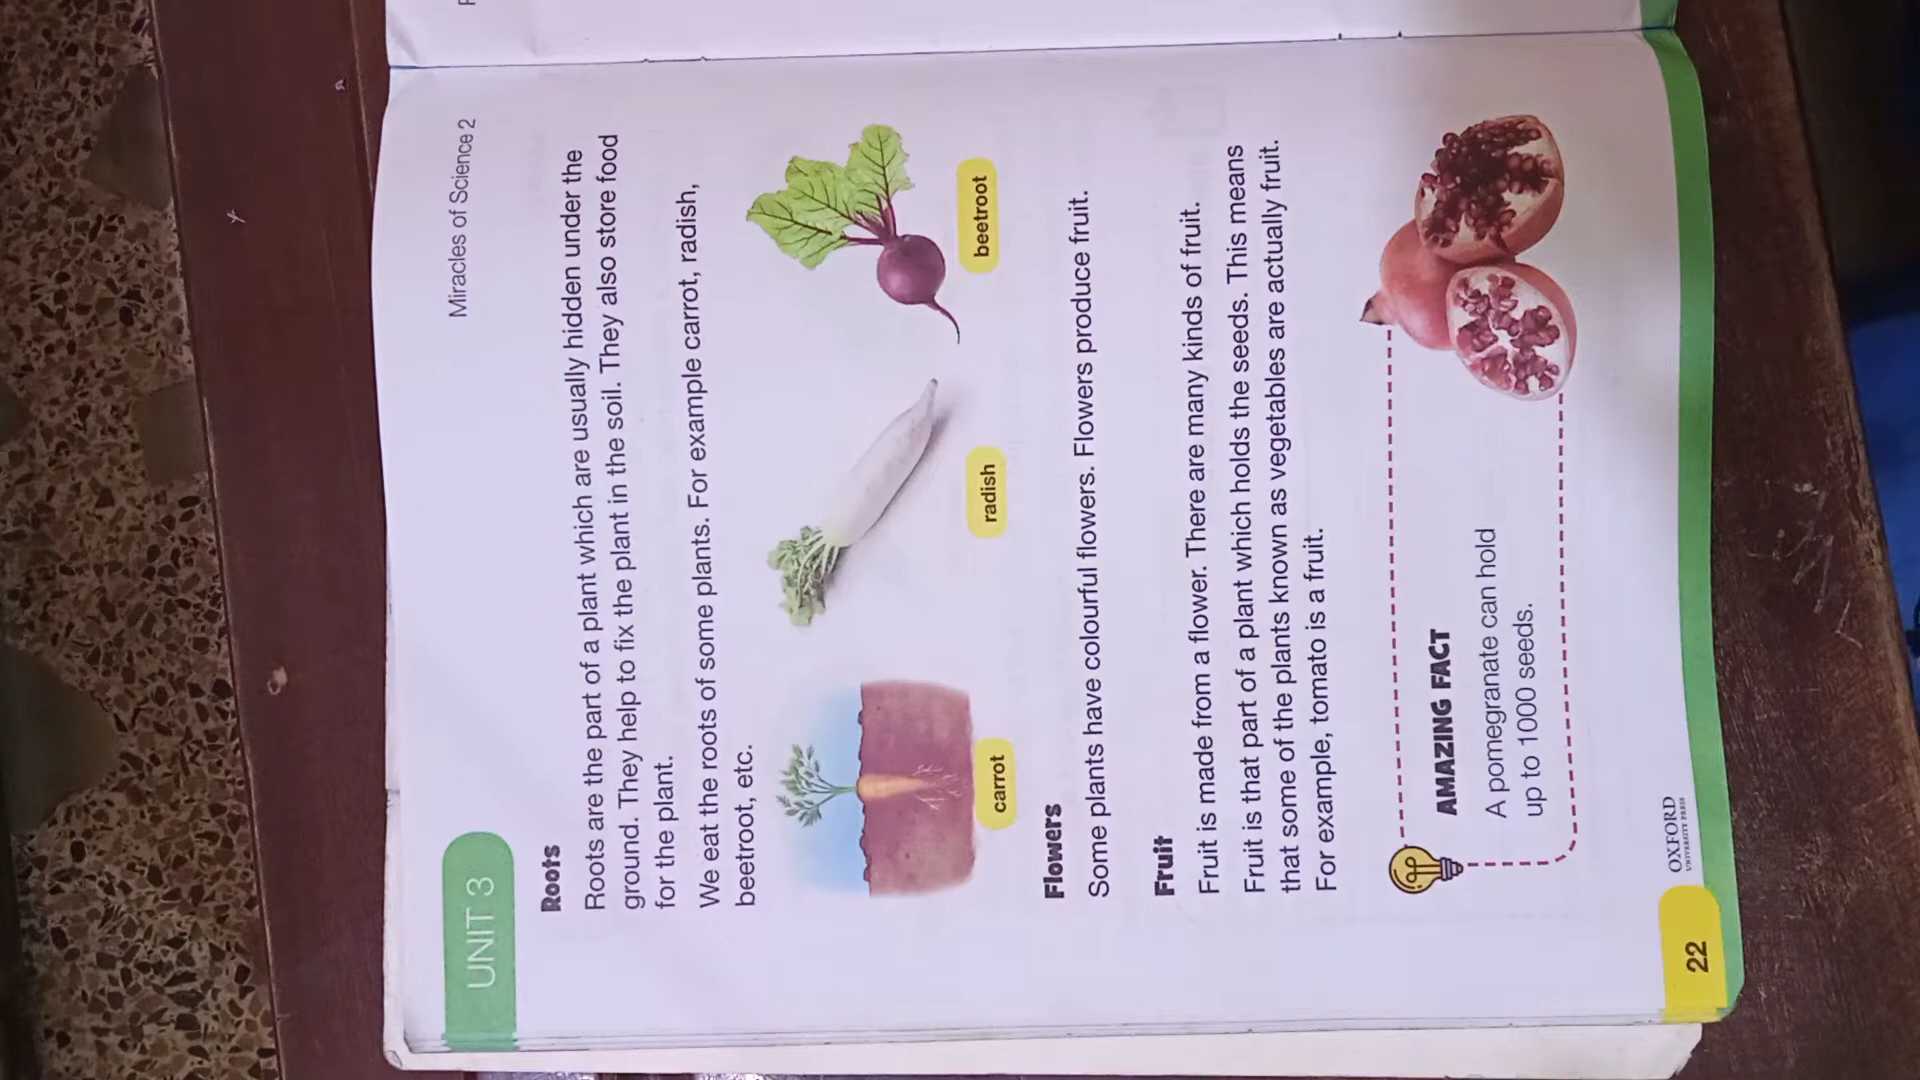 Miracles of Science 2
UNIT 3
Roots
Roots are the part of a plant which are usually hidden under the
ground. They help to fix the plant in the soil. They also store food
for the plant.
We eat the roots of some plants. For example carrot, radish,
beetroot, etc.
carrot
radish
beetroot
Flowers
Some plants have colourful flowers. Flowers produce fruit.
Fruit
Fruit is made from a flower. There are many kinds of fruit.
Fruit is that part of a plant which holds the seeds. This means
that some of the plants known as vegetables are actually fruit.
For example, tomato is a fruit.
AMAZING FACT
A pomegranate can hold
up to 1000 seeds.
22
OXFORD
UNIVERSITY PRESS